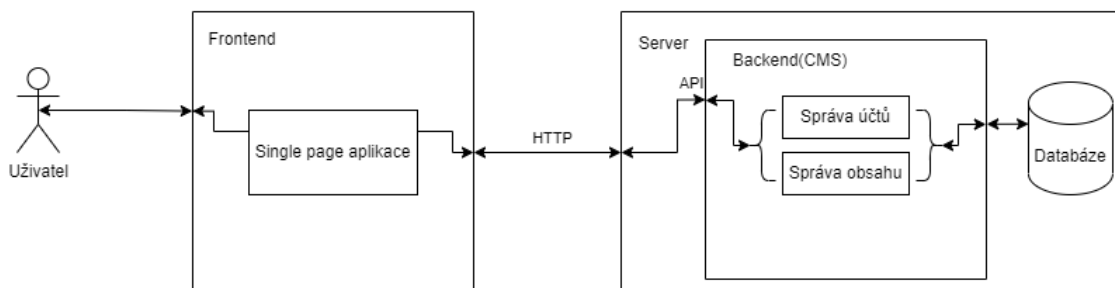 Frontend
Server
Backend(CMS)
API
Správa účtů
Single page aplikace
HTTP
Uživatel
Správa obsahu
Databáze